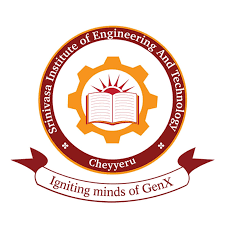 Srinivasa Institute of Engineering And Technology
Cheyyeru
Igniting minds of GenX